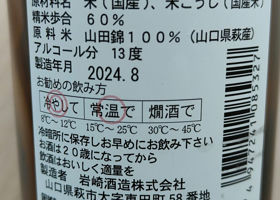 米(国産)、米こうじ(国産米)
精米歩合 60%
原料米 山田錦100%(山口県萩産)
アルコール分 13度
製造年月 2024.8
お勧めの飲み方
冷やして 常温で 燗酒で
8℃〜12℃ 15℃〜25℃ 30℃〜45℃
冷暗所に保存しお早めにお飲み下さい
お酒は20歳になってから
飲酒はおいしく適量を
岩崎酒造株式会社
山口県萩市大字東田町58番地
4947241085327